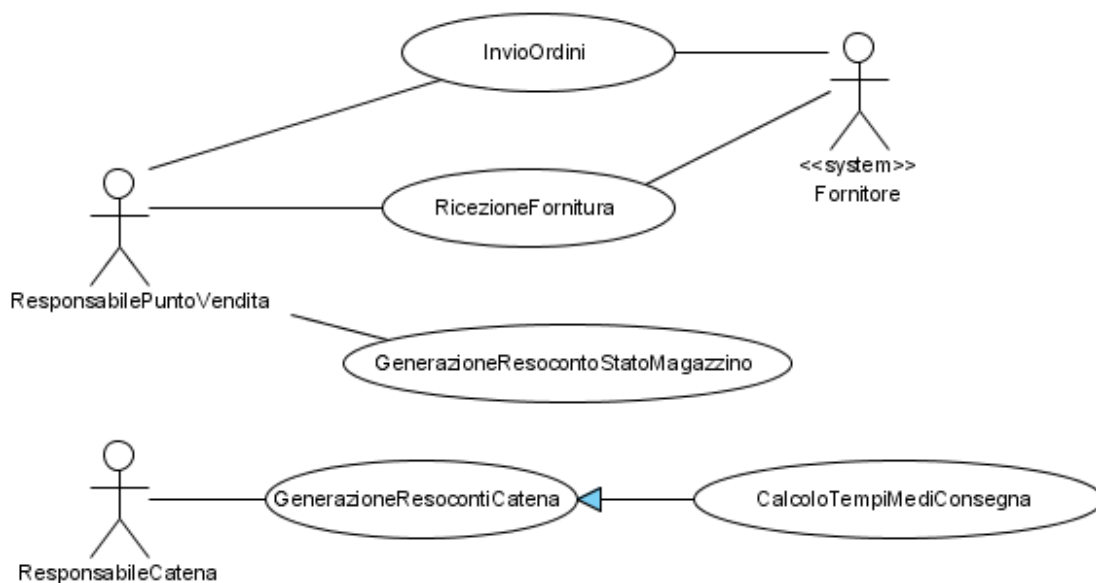 InvioOrdini
<<system>>
Fornitore
RicezioneFornitura
ResponsabilePuntoVendita
GenerazioneResocontoStatoMagazzino
GenerazioneResocontiCatena
CalcoloTempiMediConsegna
ResponsabileCatena